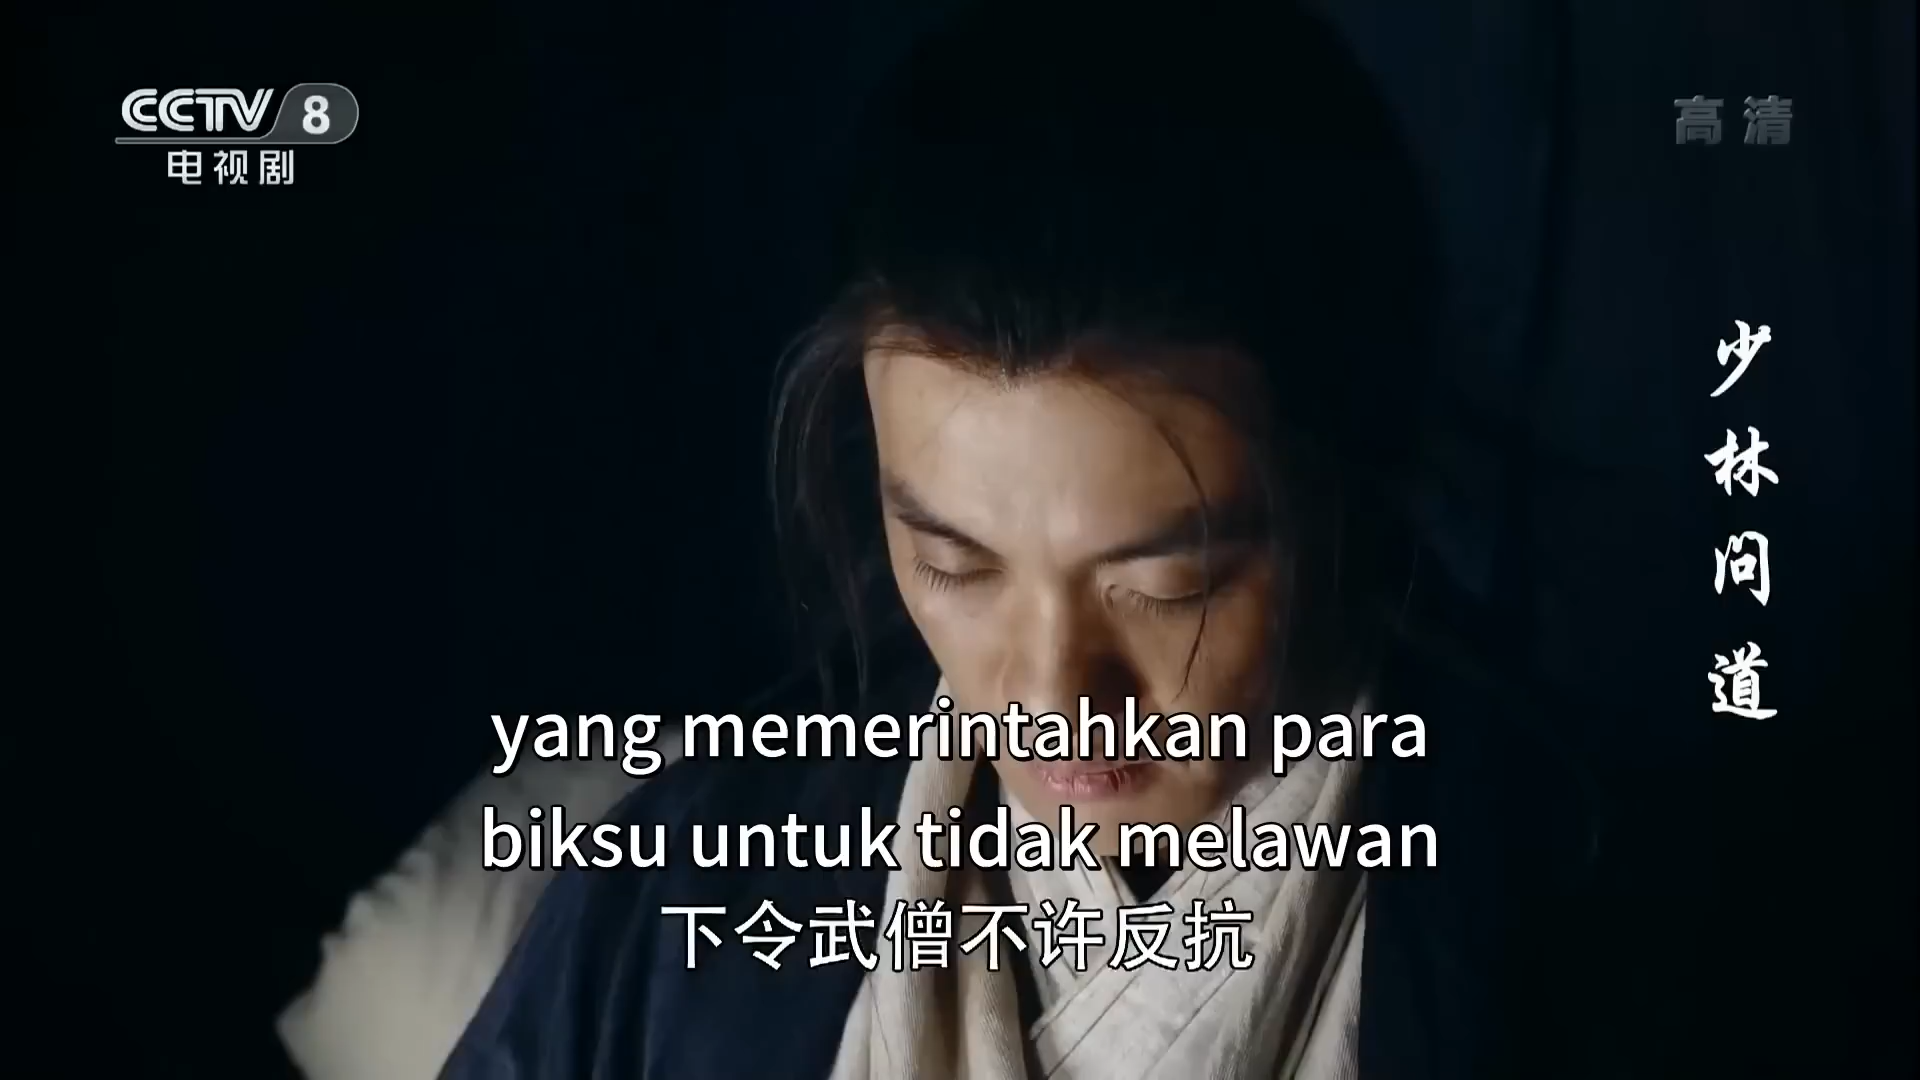 CCTV 8
电视剧
高清
少林问道
yang memerintahkan para
biksu untuk tidak melawan
下令武僧不许反抗